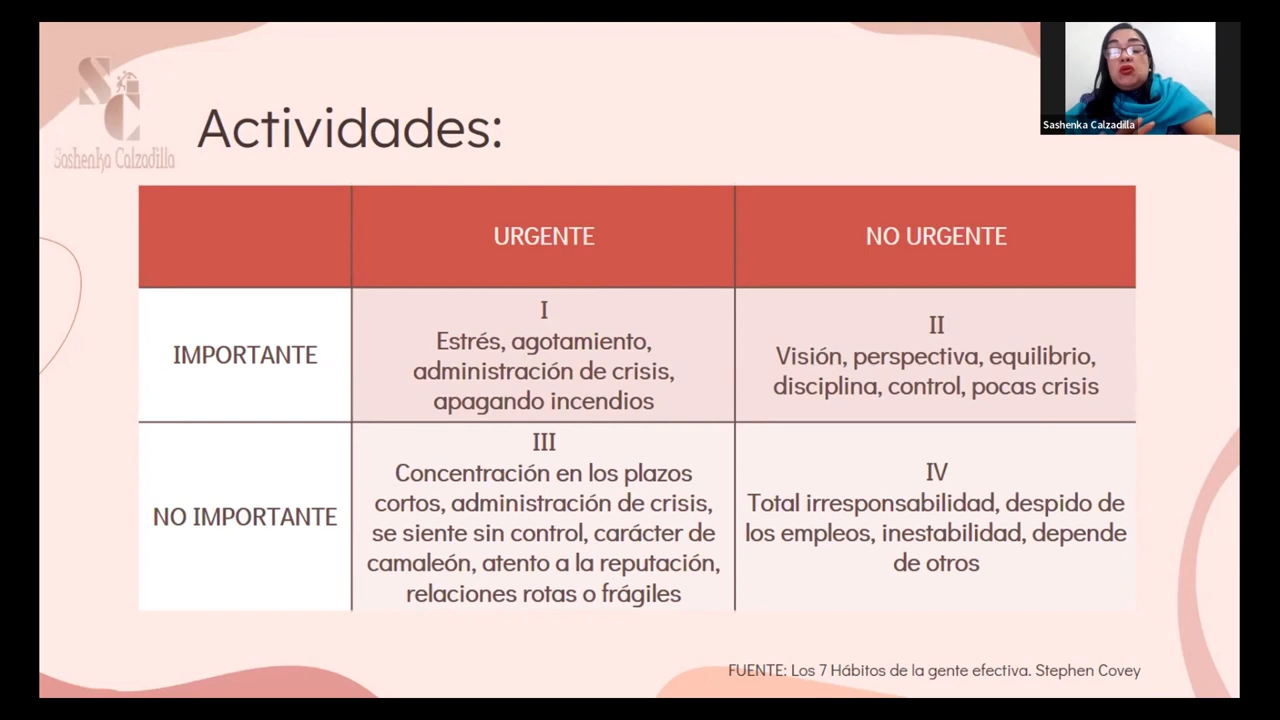 SC
Sashenka Calzadilla
Actividades:
Sashenka Calzadilla
URGENTE
NO URGENTE
IMPORTANTE
I
Estrés, agotamiento,
administración de crisis,
apagando incendios
II
Visión, perspectiva, equilibrio,
disciplina, control, pocas crisis
NO IMPORTANTE
III
Concentración en los plazos
cortos, administración de crisis,
se siente sin control, carácter de
camaleón, atento a la reputación,
relaciones rotas o frágiles
IV
Total irresponsabilidad, despido de
los empleos, inestabilidad, depende
de otros
FUENTE: Los 7 Hábitos de la gente efectiva. Stephen Covey